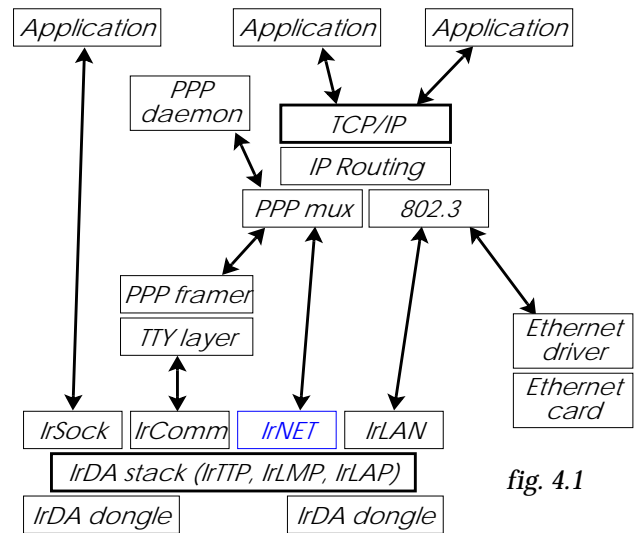 Application
Application
Application
PPP
daemon
TCP/IP
IP Routing
PPP mux
802.3
PPP framer
TTY layer
Ethernet
driver
Ethernet
card
IrSock
IrComm
IrNET
IrLAN
IrDA stack (IrTTP, IrLMP, IrLAP)
IrDA dongle
IrDA dongle
fig. 4.1